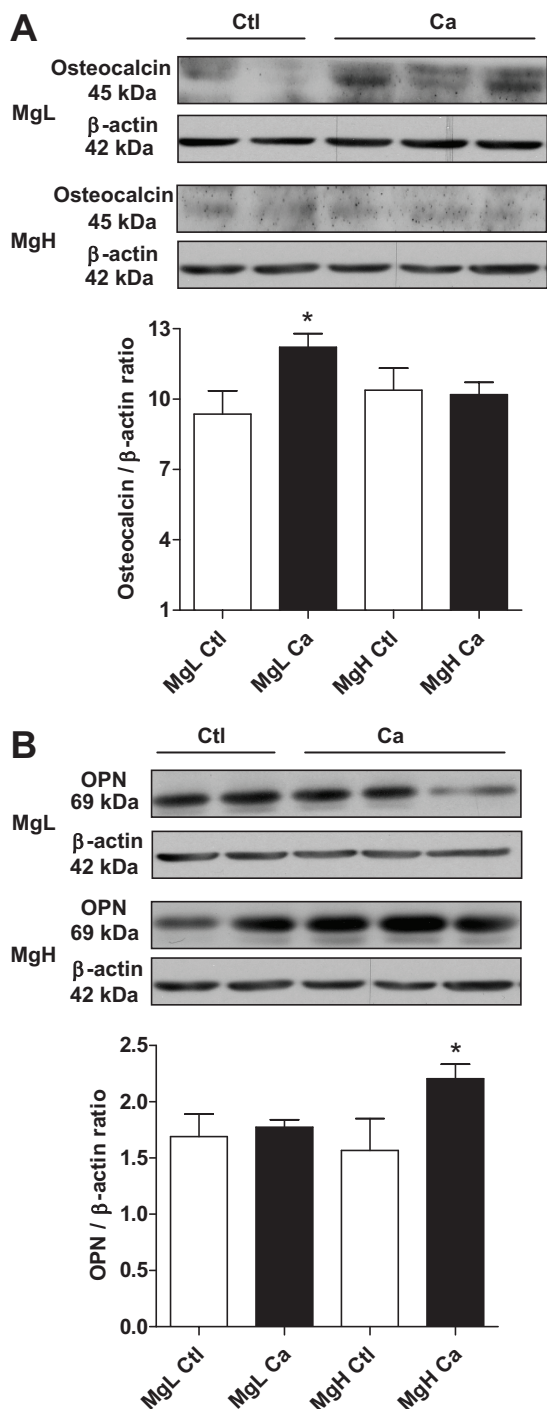 A
Ctl
Ca
Osteocalcin
45 kDa
MgL
β-actin
42 kDa
Osteocalcin
45 kDa
MgH
β-actin
42 kDa
Osteocalcin / β-actin ratio
13
*
10
7
4
1
MgL Ctl
MgL Ca
MgH Ctl
MgH Ca
B
Ctl
Ca
OPN
69 kDa
MgL
β-actin
42 kDa
OPN
69 kDa
MgH
β-actin
42 kDa
OPN / β-actin ratio
2.5
*
2.0
1.5
1.0
0.5
0.0
MgL Ctl
MgL Ca
MgH Ctl
MgH Ca